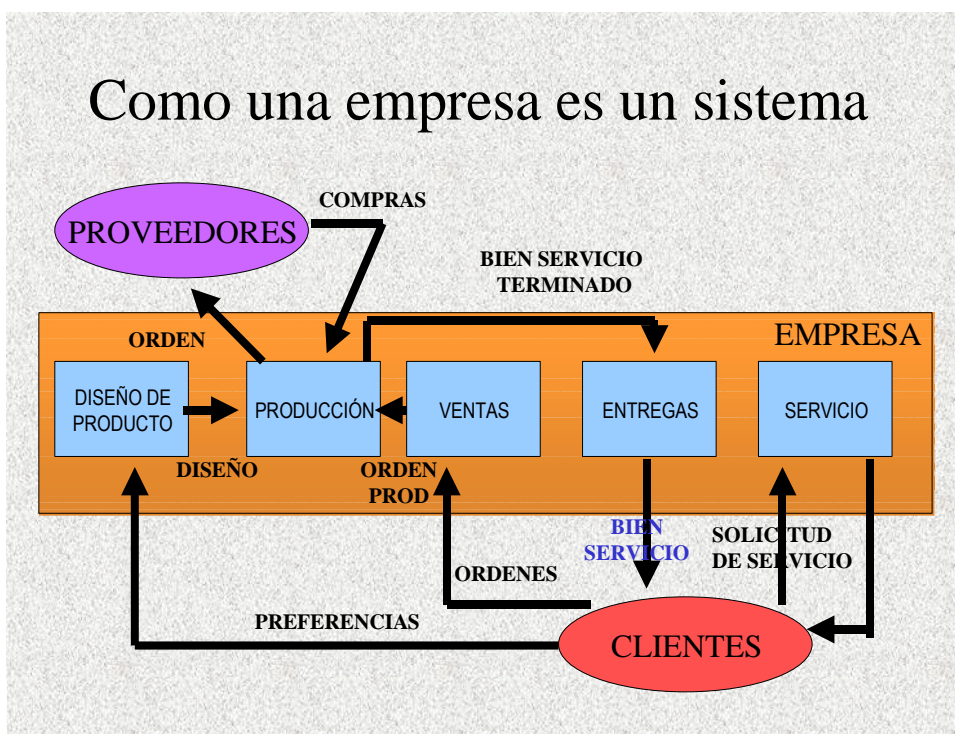 Como una empresa es un sistema
COMPRAS
PROVEEDORES
BIEN SERVICIO
TERMINADO
EMPRESA
ORDEN
DISEÑO DE
PRODUCTO
PRODUCCIÓN
VENTAS
ENTREGAS
SERVICIO
DISEÑO
ORDEN
PROD
BIEN
SERVICIO
SOLICITUD
DE SERVICIO
ORDENES
PREFERENCIAS
CLIENTES